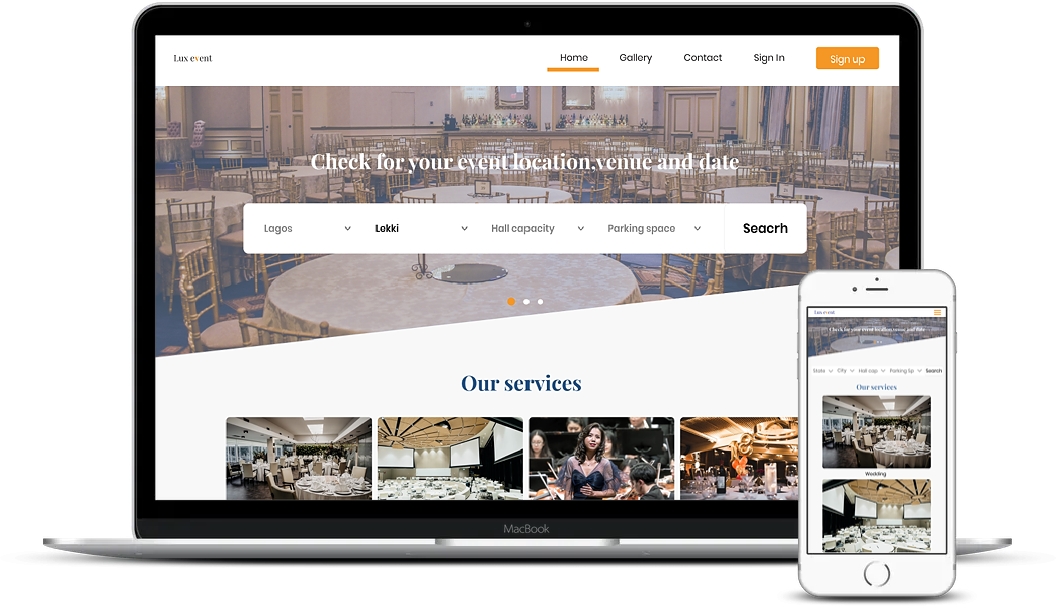 Lux event
Home Gallery Contact Sign In Sign up
Check for your event location,venue and date
Lagos Lekki Hall capacity Parking space Seacrh
Our services
MacBook
Lux event
Check for your event location,venue and date
State City Hall cap Parking Sp Search
Our services
Wedding